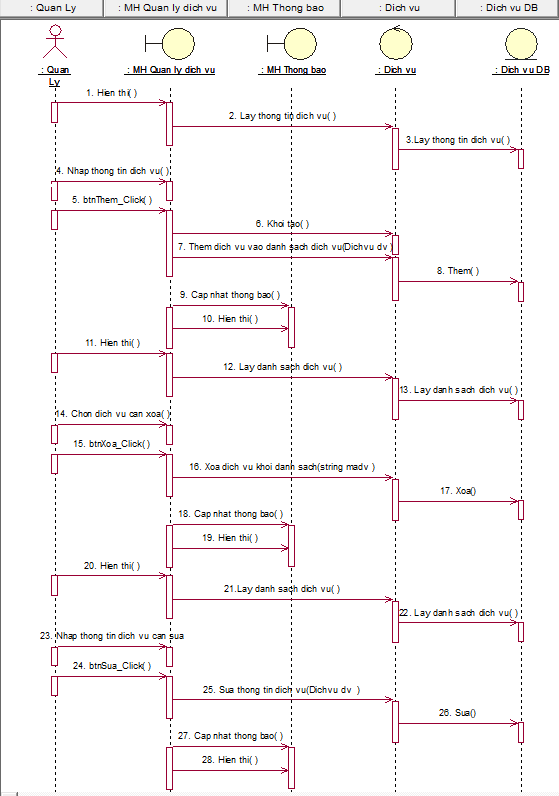 : Quan Ly
: MH Quan ly dich vu
: MH Thong bao
: Dich vu
: Dich vu DB
: Quan
Ly
: MH Quan ly dich vu
: MH Thong bao
: Dich vu
: Dich vu DB
1. Hien thi( )
2. Lay thong tin dich vu( )
3.Lay thong tin dich vu( )
4. Nhap thong tin dich vu( )
5. btnThem_Click( )
6. Khoi tao( )
7. Them dich vu vao danh sach dich vu(Dichvu dv )
8. Them( )
9. Cap nhat thong bao( )
10. Hien thi( )
11. Hien thi( )
12. Lay danh sach dich vu( )
13. Lay danh sach dich vu( )
14. Chon dich vu can xoa( )
15. btnXoa_Click( )
16. Xoa dich vu khoi danh sach(string madv )
17. Xoa()
18. Cap nhat thong bao( )
19. Hien thi( )
20. Hien thi( )
21.Lay danh sach dich vu( )
22. Lay danh sach dich vu( )
23. Nhap thong tin dich vu can sua
24. btnSua_Click( )
25. Sua thong tin dich vu(Dichvu dv )
26. Sua()
27. Cap nhat thong bao( )
28. Hien thi( )